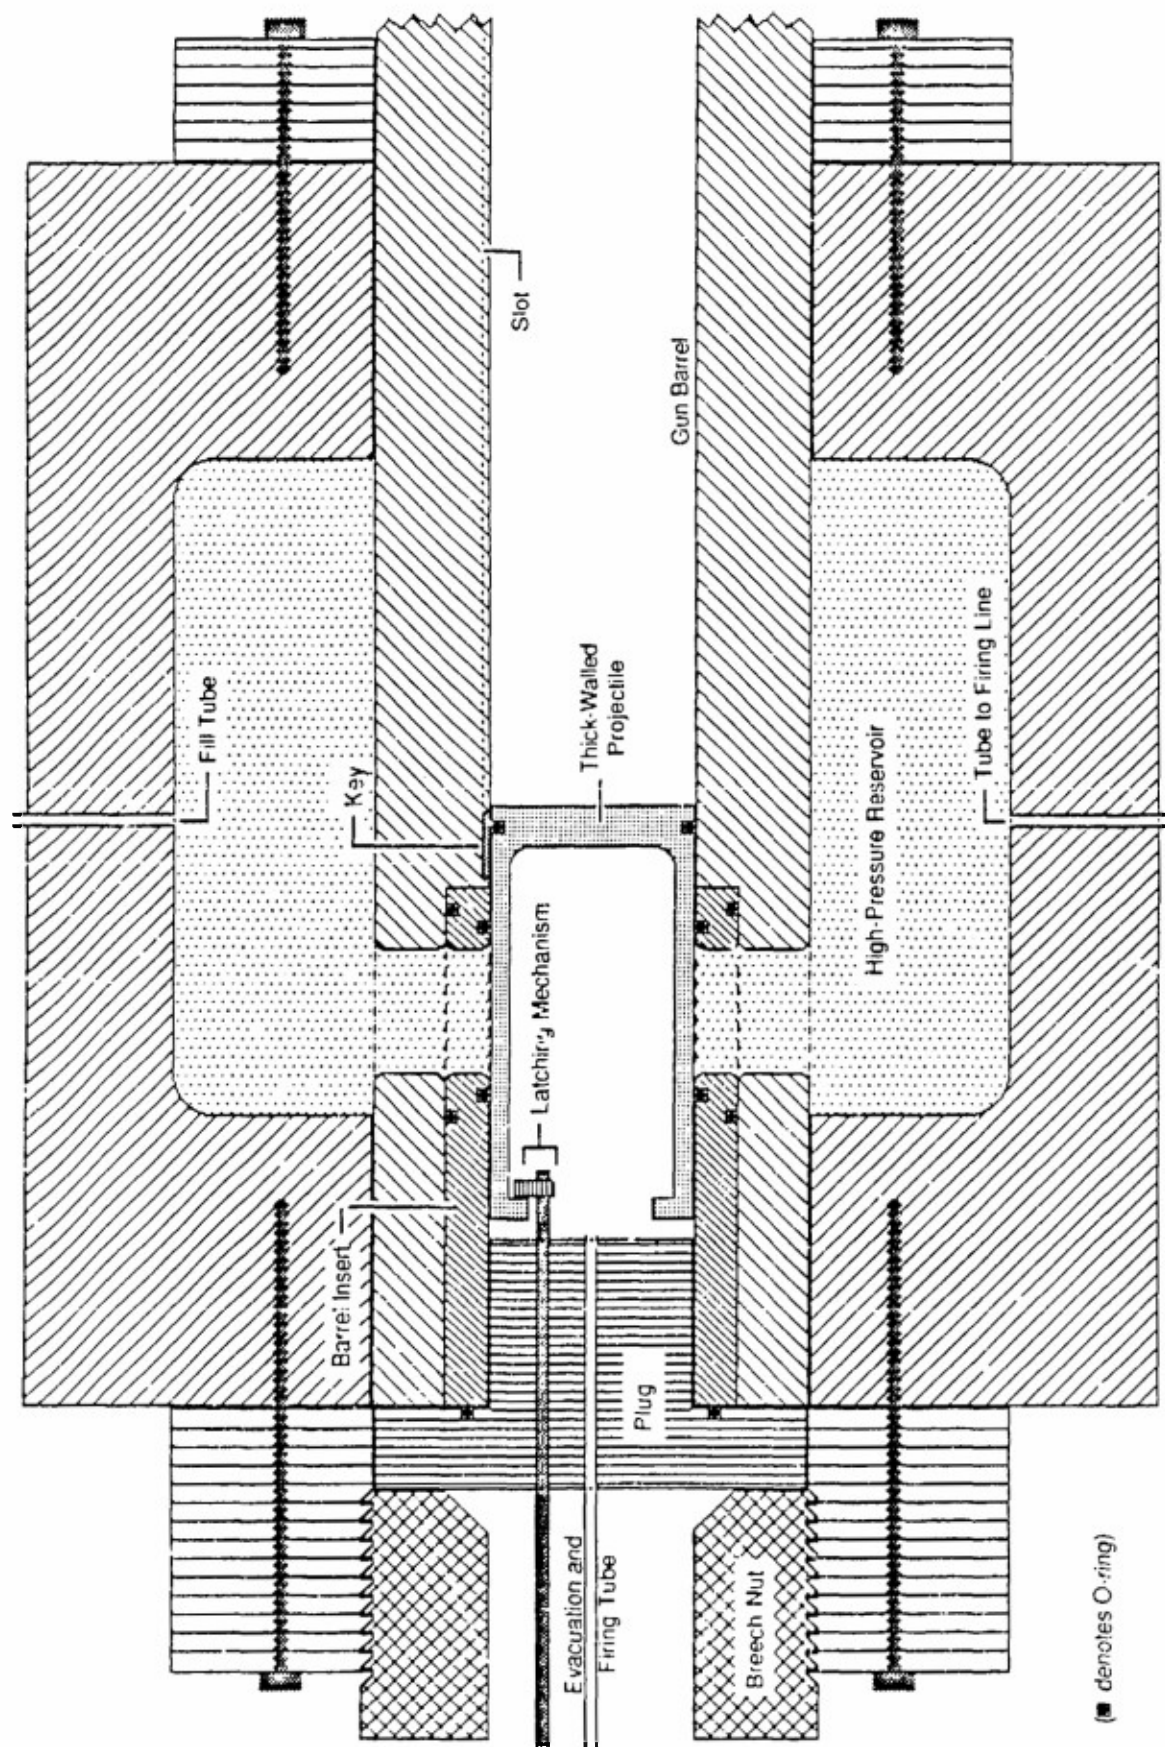 Slot
Gun Barrel
Fill Tube
Key
Thick-Walled
Projectile
High-Pressure Reservoir
Tube to Firing Line
Latching Mechanism
Barrel Insert
Plug
Evacuation and
Firing Tube
Breech Nut
(■ denotes O-ring)